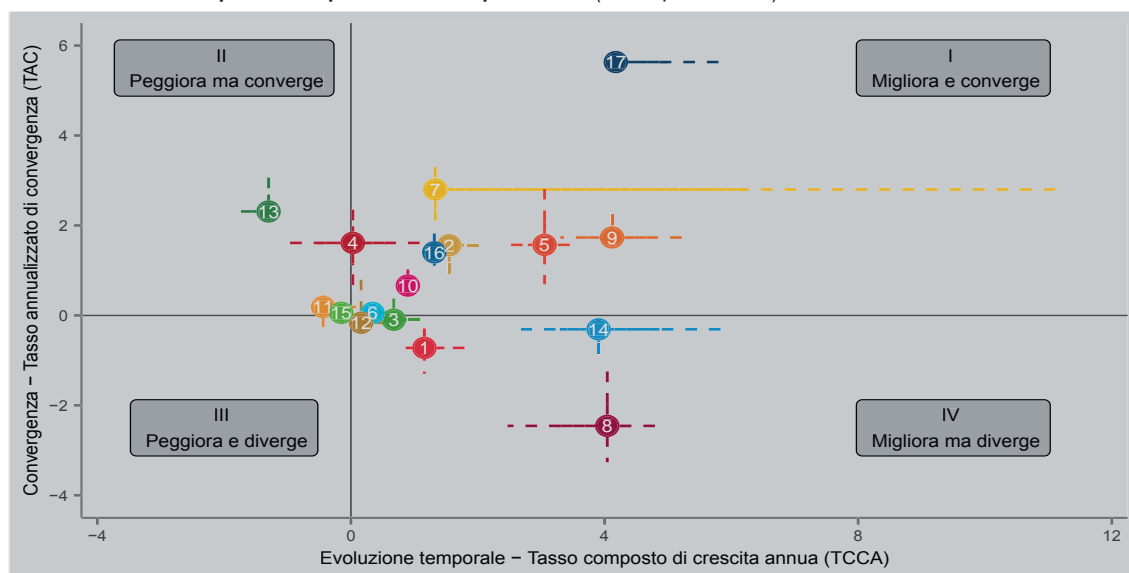 6
4
2
0
−2
−4
Convergenza − Tasso annualizzato di convergenza (TAC)
II
Peggiora ma converge
I
Migliora e converge
17
7
13
9
5
4
2
16
10
11
15
6
3
12
14
1
8
III
Peggiora e diverge
IV
Migliora ma diverge
−4
0
4
8
12
Evoluzione temporale − Tasso composto di crescita annua (TCCA)